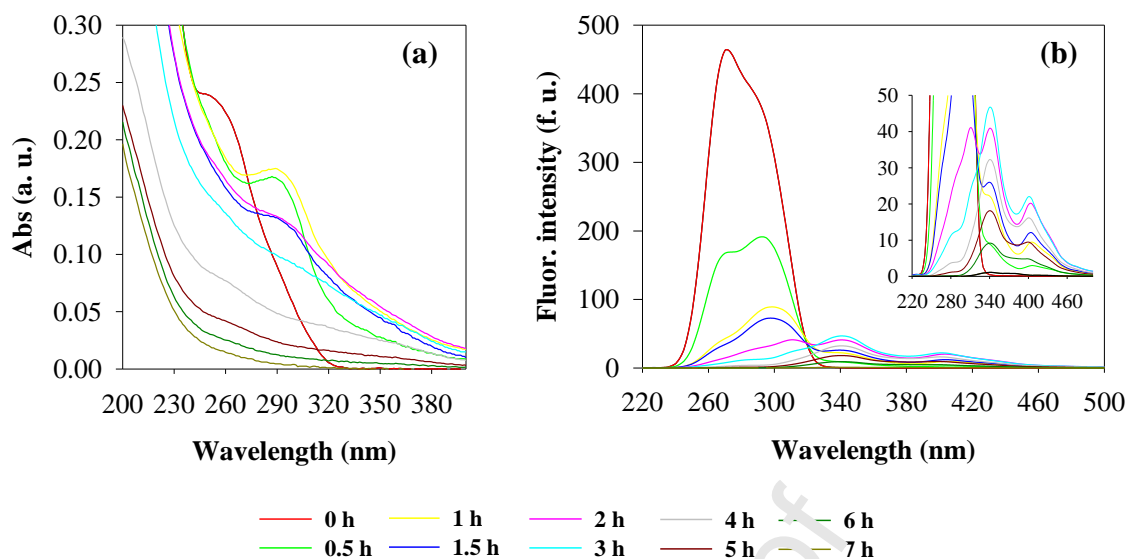 (a)
Abs (a. u.)
0.30
0.25
0.20
0.15
0.10
0.05
0.00
200 230 260 290 320 350 380
Wavelength (nm)
(b)
Fluor. intensity (f. u.)
500
400
300
200
100
0
220 260 300 340 380 420 460 500
Wavelength (nm)
50
40
30
20
10
0
220 280 340 400 460
0 h 1 h 2 h 4 h 6 h
0.5 h 1.5 h 3 h 5 h 7 h
of